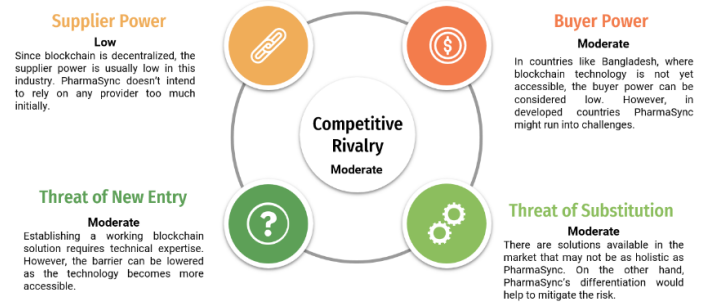 Supplier Power
Low
Since blockchain is decentralized, the
supplier power is usually low in this
industry. PharmaSync doesn't intend
to rely on any provider too much
initially.
Buyer Power
Moderate
In countries like Bangladesh, where
blockchain technology is not yet
accessible, the buyer power can be
considered low. However, in
developed countries PharmaSync
might run into challenges.
Competitive
Rivalry
Moderate
Threat of New Entry
Moderate
Establishing a working blockchain
solution requires technical expertise.
However, the barrier can be lowered
as the technology becomes more
accessible.
Threat of Substitution
Moderate
There are solutions available in the
market that may not be as holistic as
PharmaSync. On the other hand,
PharmaSync's differentiation would
help to mitigate the risk.